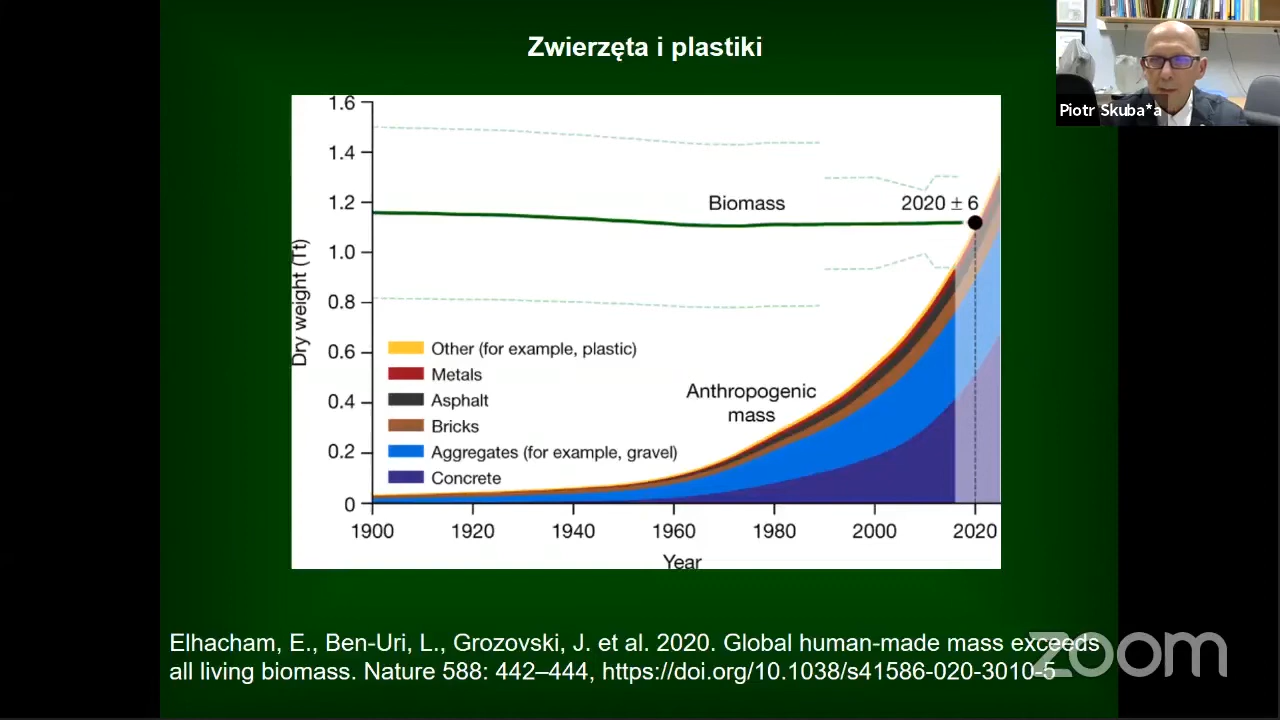 Zwierzęta i plastiki
Piotr Skuba*a
1.6
1.4
1.2
1.0
0.8
0.6
0.4
0.2
0
Dry weight (Tt)
Biomass
2020 ± 6
Other (for example, plastic)
Metals
Asphalt
Bricks
Aggregates (for example, gravel)
Concrete
Anthropogenic
mass
1900 1920 1940 1960 1980 2000 2020
Year
Elhacham, E., Ben-Uri, L., Grozovski, J. et al. 2020. Global human-made mass exceeds
all living biomass. Nature 588: 442–444, https://doi.org/10.1038/s41586-020-3010-5
zoom